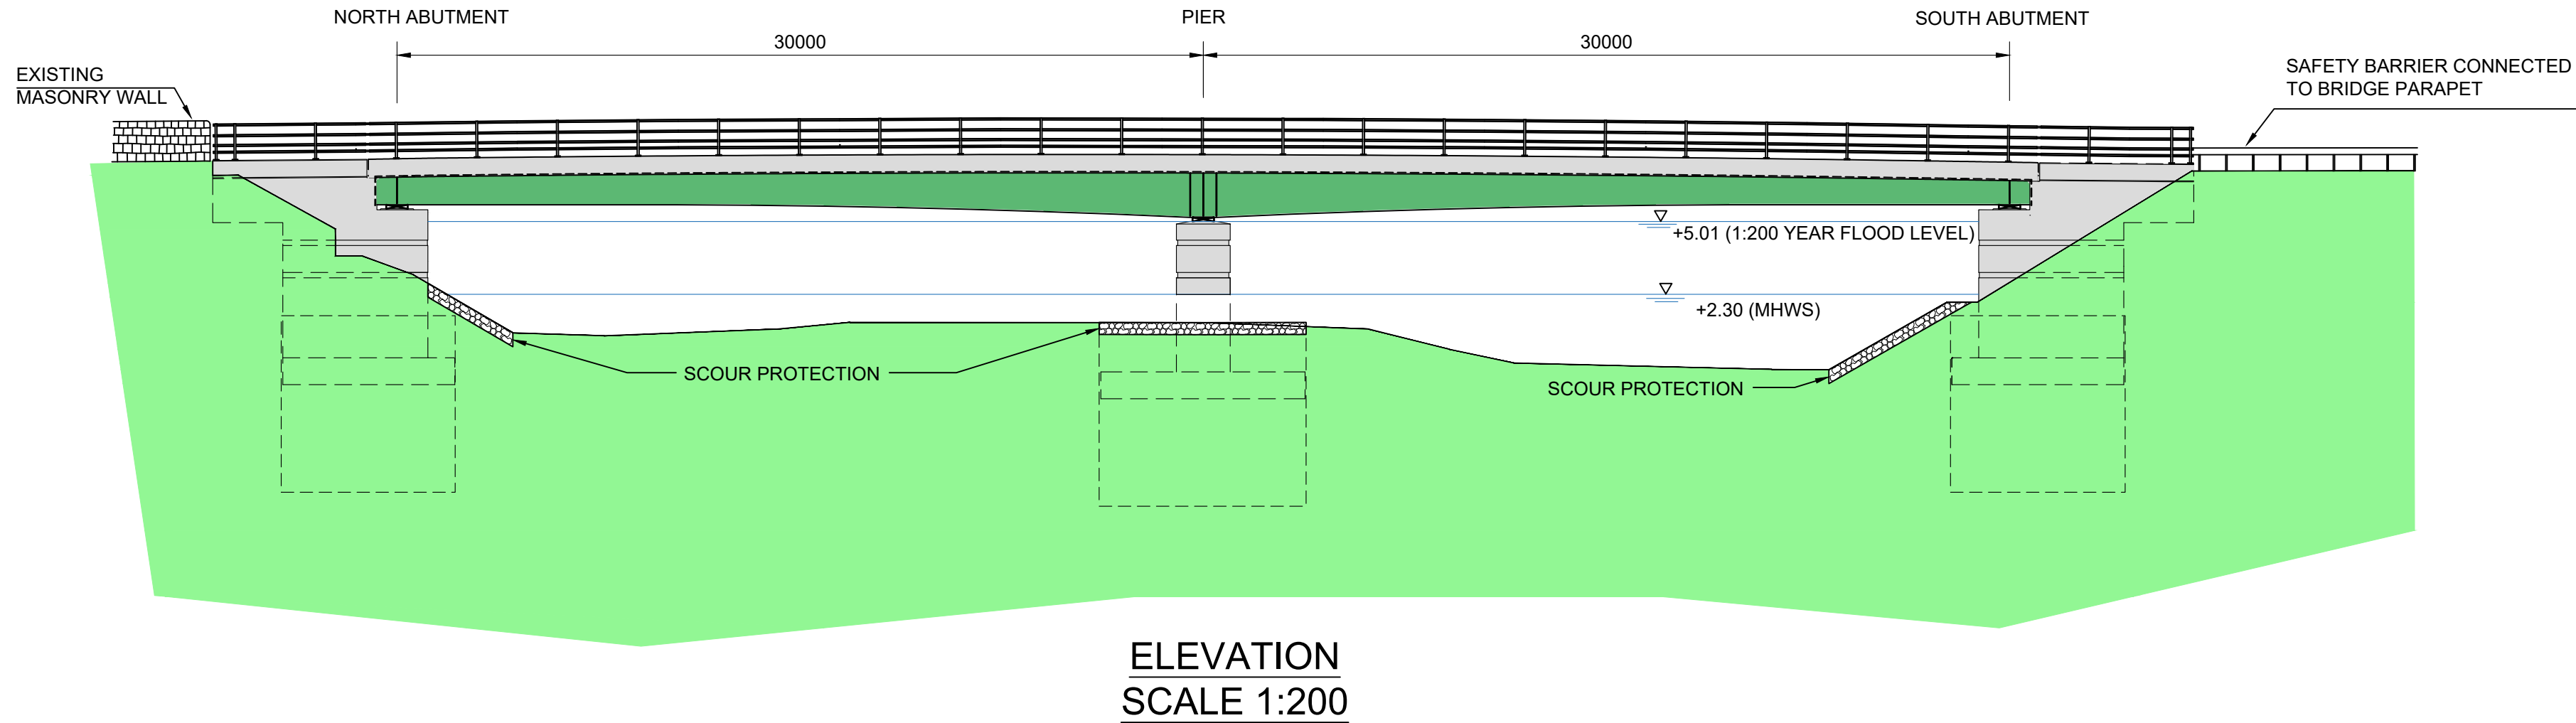 NORTH ABUTMENT
PIER
SOUTH ABUTMENT
30000
30000
EXISTING
MASONRY WALL
SAFETY BARRIER CONNECTED
TO BRIDGE PARAPET
+5.01 (1:200 YEAR FLOOD LEVEL)
+2.30 (MHWS)
SCOUR PROTECTION
SCOUR PROTECTION
ELEVATION
SCALE 1:200